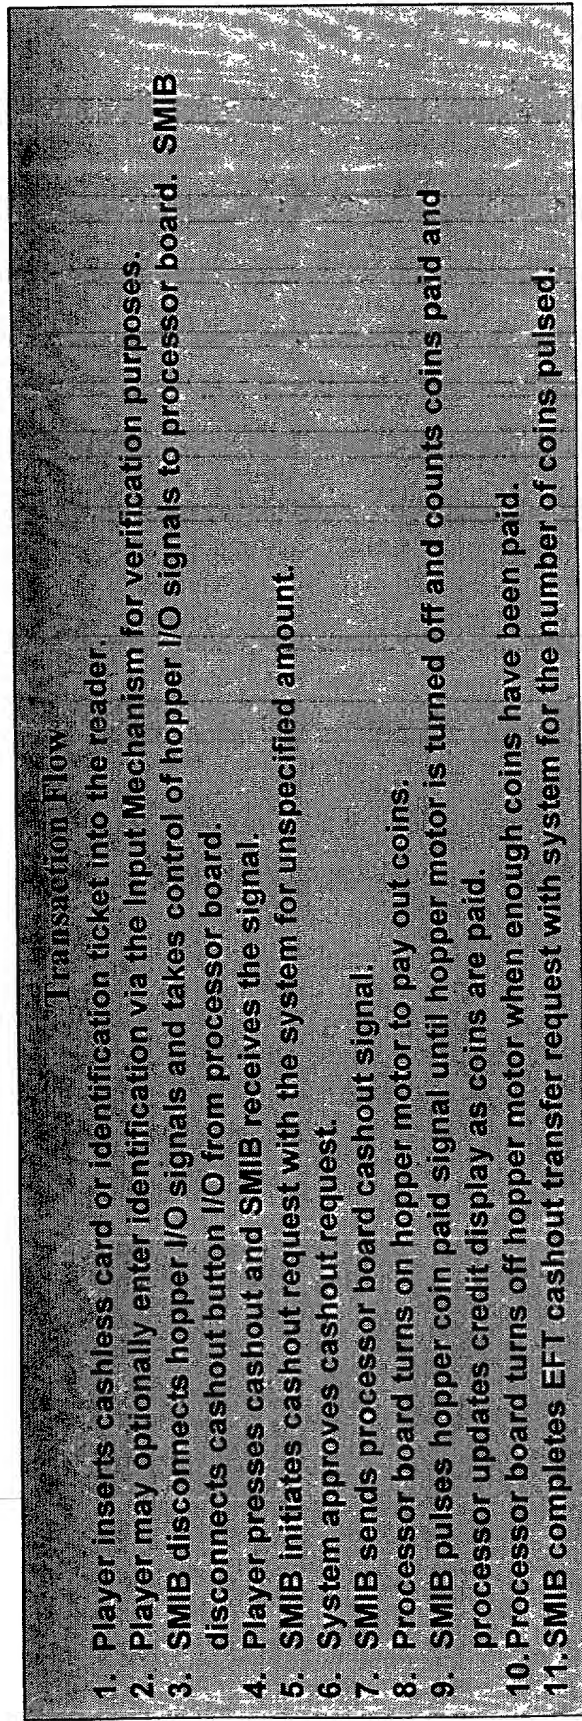 Transaction Flow
1. Player inserts cashless card or identification ticket into the reader.
2. Player may optionally enter identification via the Input Mechanism for verification purposes.
3. SMIB disconnects hopper I/O signals and takes control of hopper I/O signals to processor board. SMIB
disconnects cashout button I/O from processor board.
4. Player presses cashout and SMIB receives the signal.
5. SMIB initiates cashout request with the system for unspecified amount.
6. System approves cashout request.
7. SMIB sends processor board cashout signal.
8. Processor board turns on hopper motor to pay out coins.
9. SMIB pulses hopper coin paid signal until hopper motor is turned off and counts coins paid and
processor updates credit display as coins are paid.
10. Processor board turns off hopper motor when enough coins have been paid.
11. SMIB completes EFT cashout transfer request with system for the number of coins pulsed.